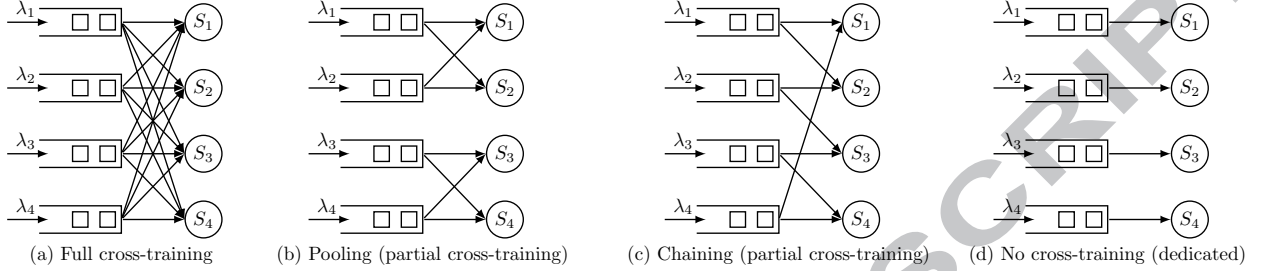 λ₁ S₁ λ₁ S₁ λ₁ S₁ λ₁ S₁
λ₂ S₂ λ₂ S₂ λ₂ S₂ λ₂ S₂
λ₃ S₃ λ₃ S₃ λ₃ S₃ λ₃ S₃
λ₄ S₄ λ₄ S₄ λ₄ S₄ λ₄ S₄
(a) Full cross-training (b) Pooling (partial cross-training) (c) Chaining (partial cross-training) (d) No cross-training (dedicated)
SCRIP